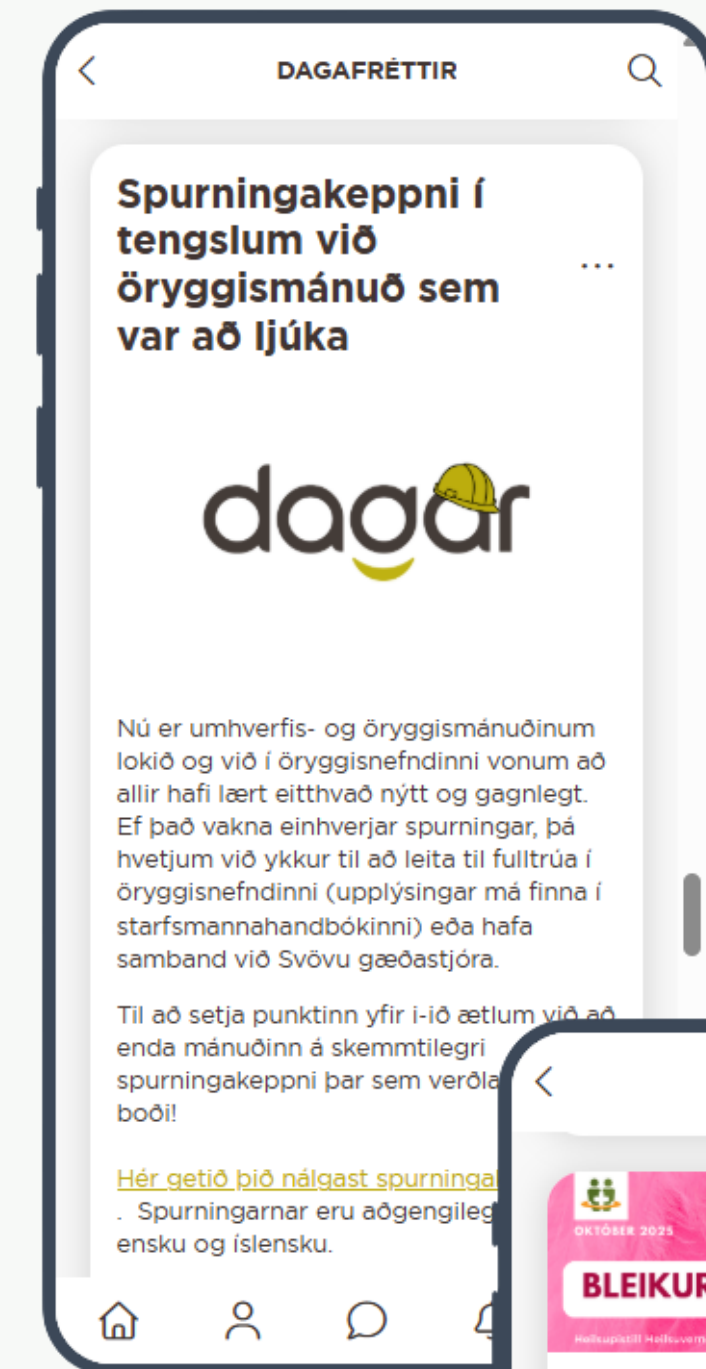 DAGAFRÉTTIR
Spurningakeppni í
tengslum við
öryggismánuð sem
var að ljúka
dagar
Nú er umhverfis- og öryggismánuðinum
lokið og við í öryggisnefndinni vonum að
allir hafi lært eitthvað nýtt og gagnlegt.
Ef það vakna einhverjar spurningar, þá
hvetjum við ykkur til að leita til fulltrúa í
öryggisnefndinni (upplýsingar má finna í
starfsmannahandbókinni) eða hafa
samband við Svövu gæðastjóra.
Til að setja punktinn yfir i-ið ætlum við að
enda mánuðinn á skemmtilegri
spurningakeppni þar sem verðla
boði!
Hér getið þið nálgast spurninga
. Spurningarnar eru aðgengileg
ensku og íslensku.
OKTÓBER 2025
BLEIKUR
Heilsupistill